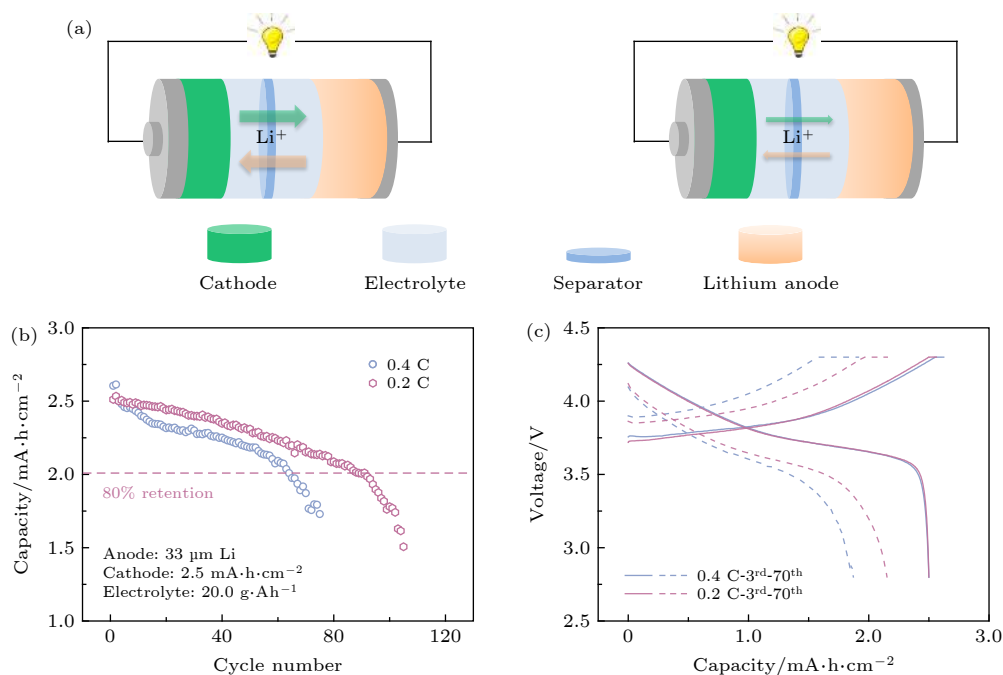 (a)
Li⁺
Li⁺
Cathode
Electrolyte
Separator
Lithium anode
(b)
3.0
2.5
2.0
1.5
1.0
Capacity/mA·h·cm⁻²
0.4 C
0.2 C
80% retention
Anode: 33 μm Li
Cathode: 2.5 mA·h·cm⁻²
Electrolyte: 20.0 g·Ah⁻¹
0
40
80
120
Cycle number
(c)
4.5
4.0
3.5
3.0
2.5
Voltage/V
0.4 C-3ʳᵈ-70ᵗʰ
0.2 C-3ʳᵈ-70ᵗʰ
0
1.0
2.0
3.0
Capacity/mA·h·cm⁻²